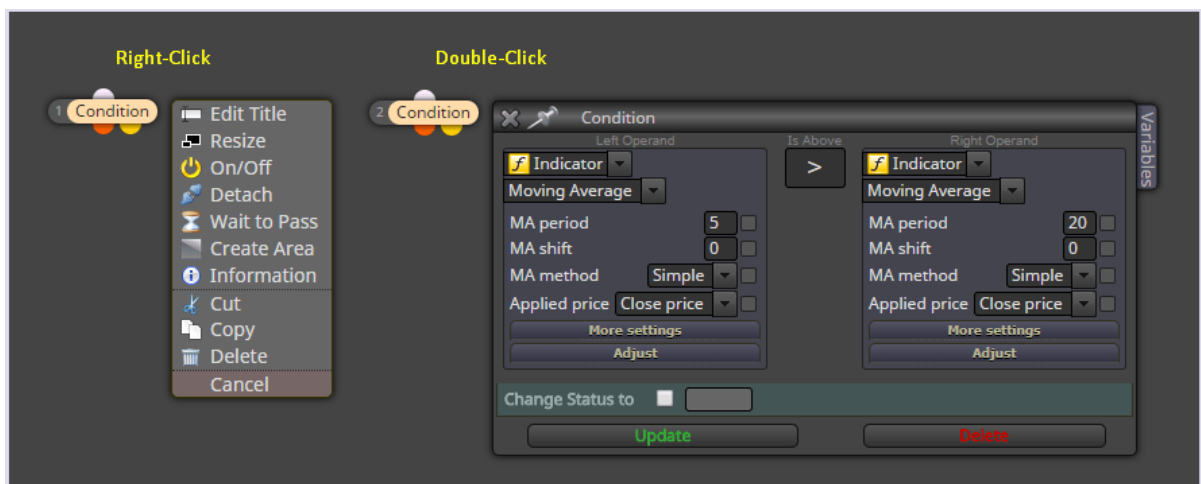 Right-Click
1 Condition
Edit Title
Resize
On/Off
Detach
Wait to Pass
Create Area
Information
Cut
Copy
Delete
Cancel
Double-Click
2 Condition
Condition
Variables
Left Operand
f Indicator
Moving Average
MA period 5
MA shift 0
MA method Simple
Applied price Close price
More settings
Adjust
Is Above
>
Right Operand
f Indicator
Moving Average
MA period 20
MA shift 0
MA method Simple
Applied price Close price
More settings
Adjust
Change Status to
Update
Delete